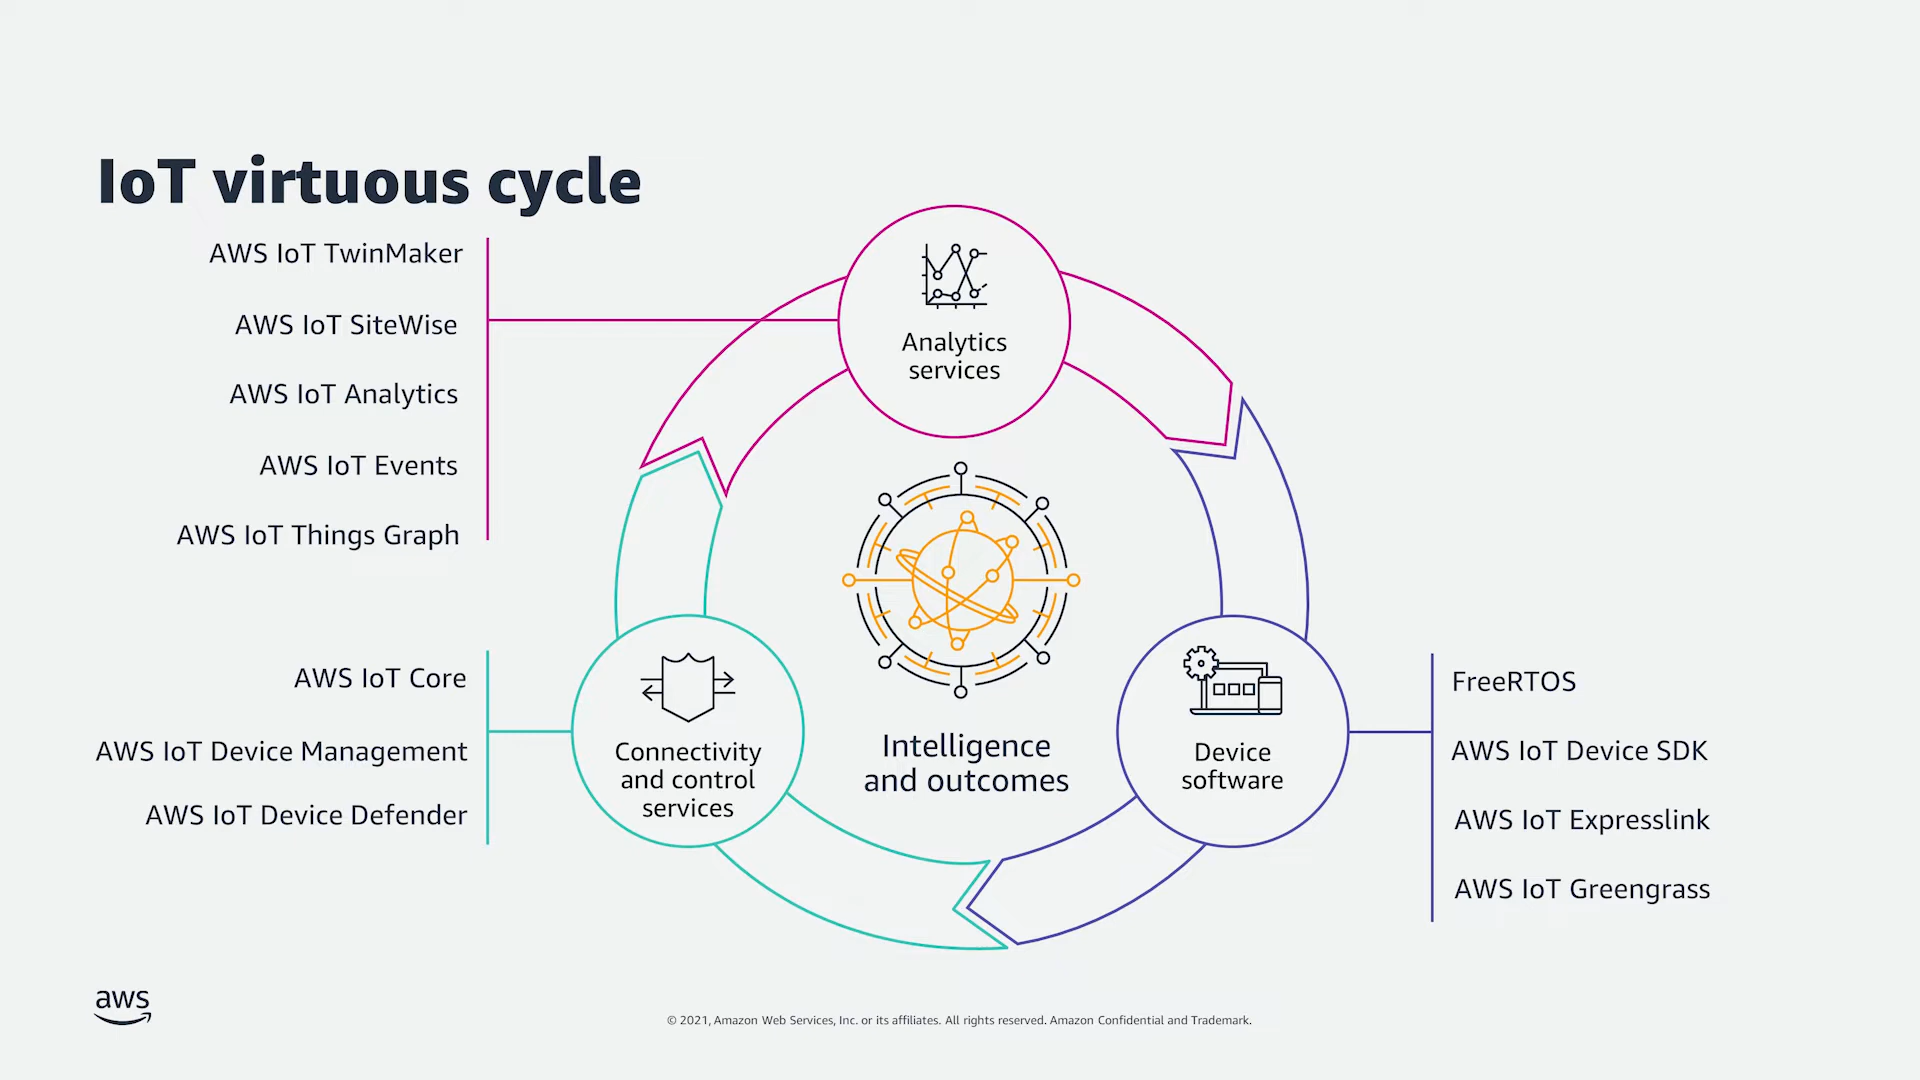 IoT virtuous cycle
AWS IoT TwinMaker
AWS IoT SiteWise
AWS IoT Analytics
AWS IoT Events
AWS IoT Things Graph
Analytics
services
AWS IoT Core
AWS IoT Device Management
AWS IoT Device Defender
Connectivity
and control
services
Intelligence
and outcomes
Device
software
FreeRTOS
AWS IoT Device SDK
AWS IoT Expresslink
AWS IoT Greengrass
aws
© 2021, Amazon Web Services, Inc. or its affiliates. All rights reserved. Amazon Confidential and Trademark.